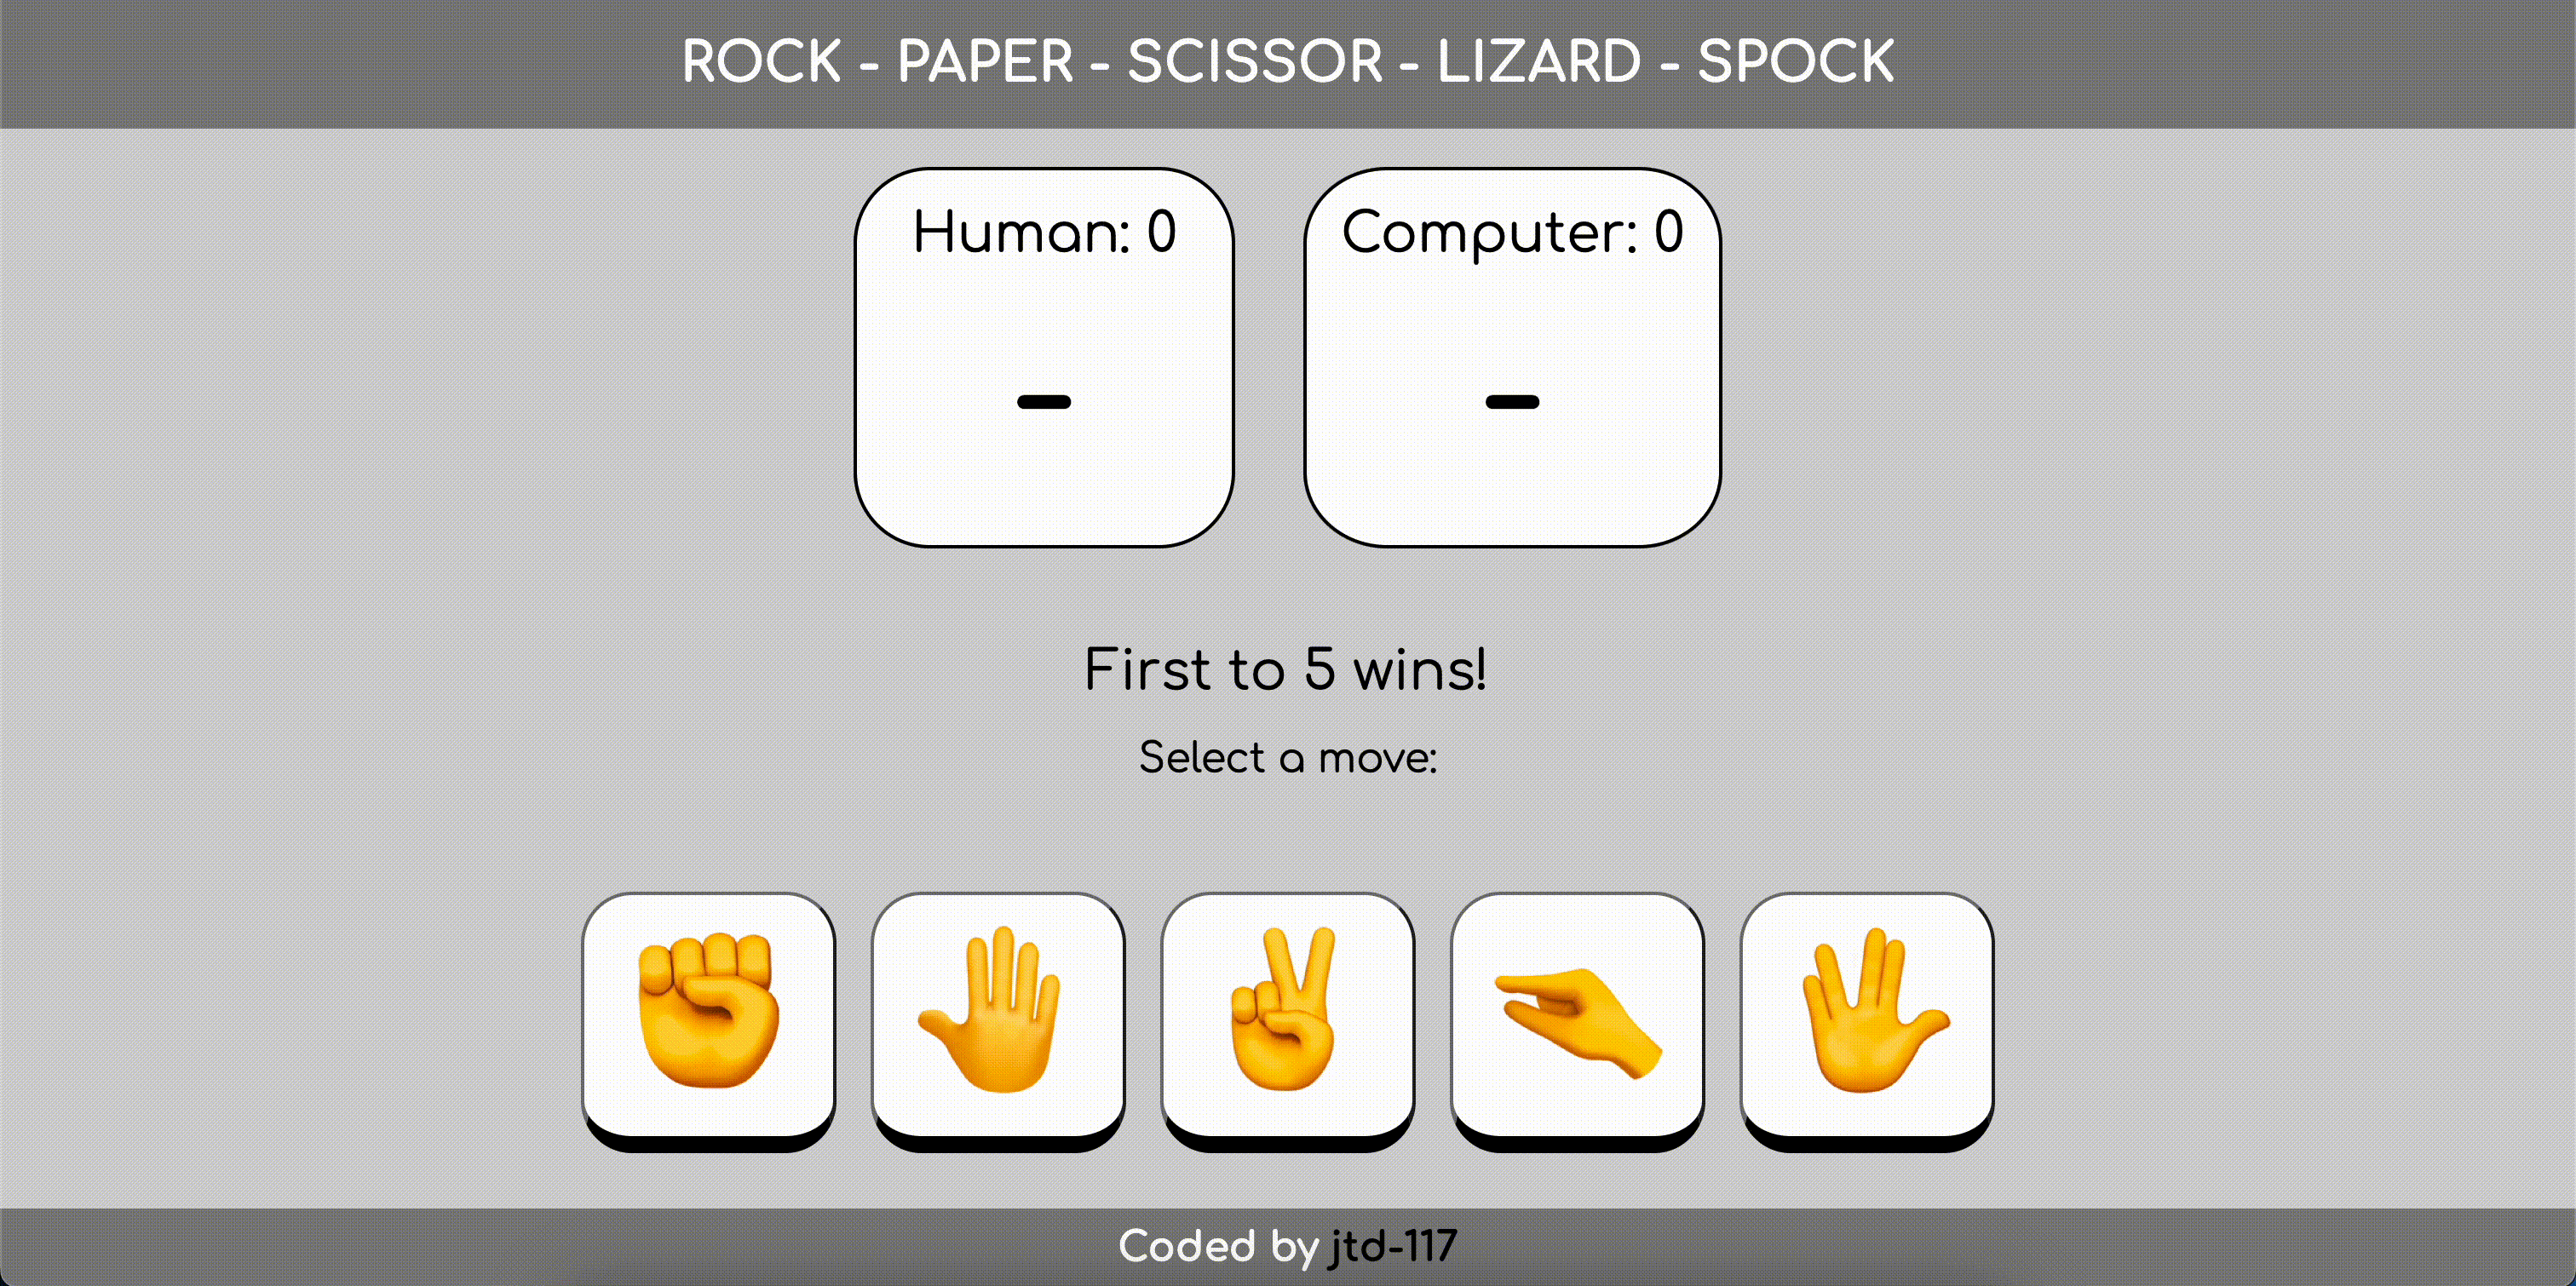 ROCK - PAPER - SCISSOR - LIZARD - SPOCK
Human: 0
Computer: 0
-
-
First to 5 wins!
Select a move:
Coded by jtd-117